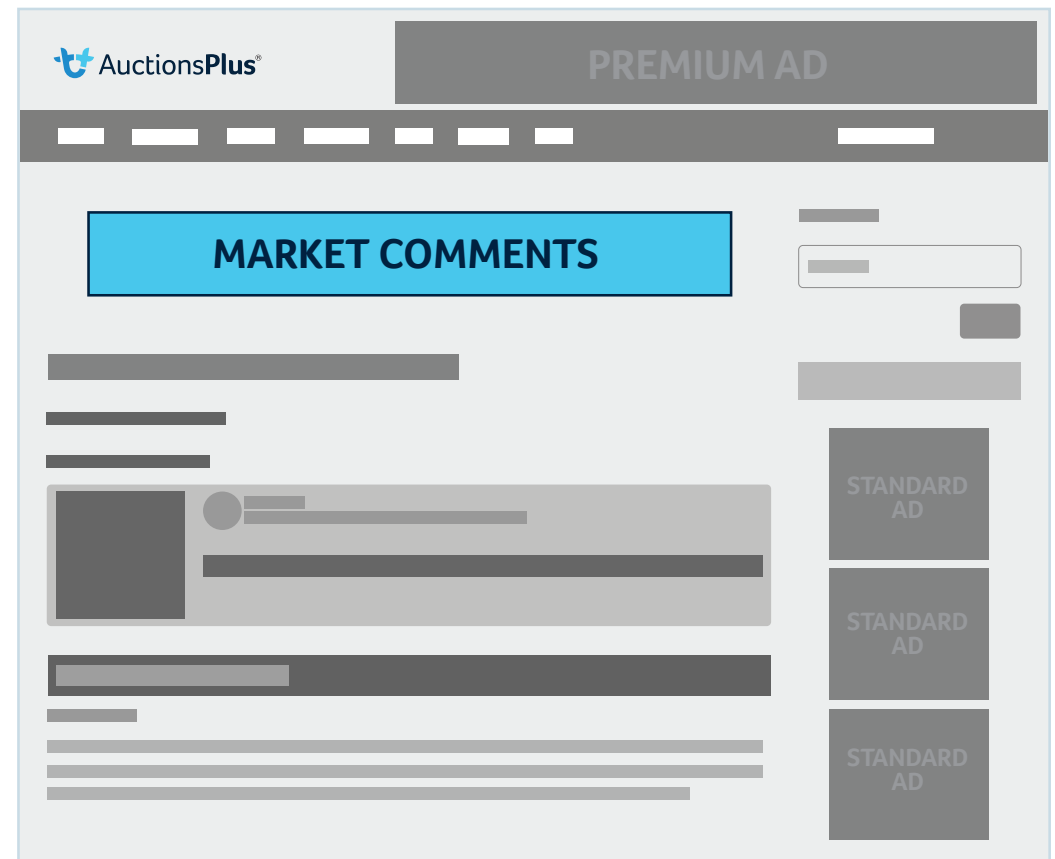 AuctionsPlus®
PREMIUM AD
MARKET COMMENTS
STANDARD
AD
STANDARD
AD
STANDARD
AD